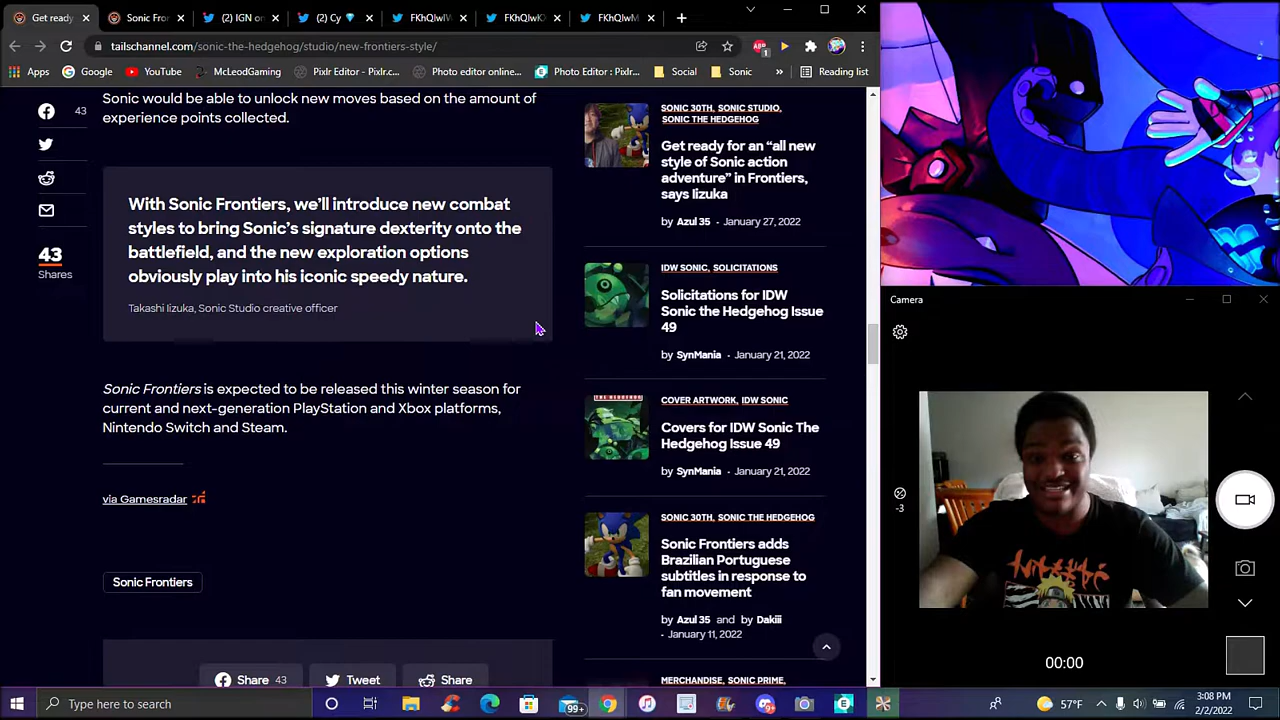 Get ready
Sonic Fron
(2) IGN on
(2) Cy
FKhQlwKX
FKhQlwM
tailschannel.com/sonic-the-hedgehog/studio/new-frontiers-style/
Apps
Google
YouTube
McLeodGaming
Pixlr Editor - Pixlr.c...
Photo editor online...
Photo Editor : Pixlr...
Social
Sonic
»
Reading list
Sonic would be able to unlock new moves based on the amount of
experience points collected.
43
43
Shares
With Sonic Frontiers, we'll introduce new combat
styles to bring Sonic's signature dexterity onto the
battlefield, and the new exploration options
obviously play into his iconic speedy nature.
Takashi Iizuka, Sonic Studio creative officer
Sonic Frontiers is expected to be released this winter season for
current and next-generation PlayStation and Xbox platforms,
Nintendo Switch and Steam.
via Gamesradar
Sonic Frontiers
Share 43
Tweet
Share
SONIC 30TH, SONIC STUDIO,
SONIC THE HEDGEHOG
Get ready for an “all new
style of Sonic action
adventure” in Frontiers,
says Iizuka
by Azul 35 - January 27, 2022
IDW SONIC, SOLICITATIONS
Solicitations for IDW
Sonic the Hedgehog Issue
49
by SynMania - January 21, 2022
COVER ARTWORK, IDW SONIC
Covers for IDW Sonic The
Hedgehog Issue 49
by SynMania - January 21, 2022
SONIC 30TH, SONIC THE HEDGEHOG
Sonic Frontiers adds
Brazilian Portuguese
subtitles in response to
fan movement
by Azul 35 and by Dakiii
- January 11, 2022
MERCHANDISE, SONIC PRIME,
Camera
-3
00:00
Type here to search
99+
57°F
3:08 PM
2/2/2022